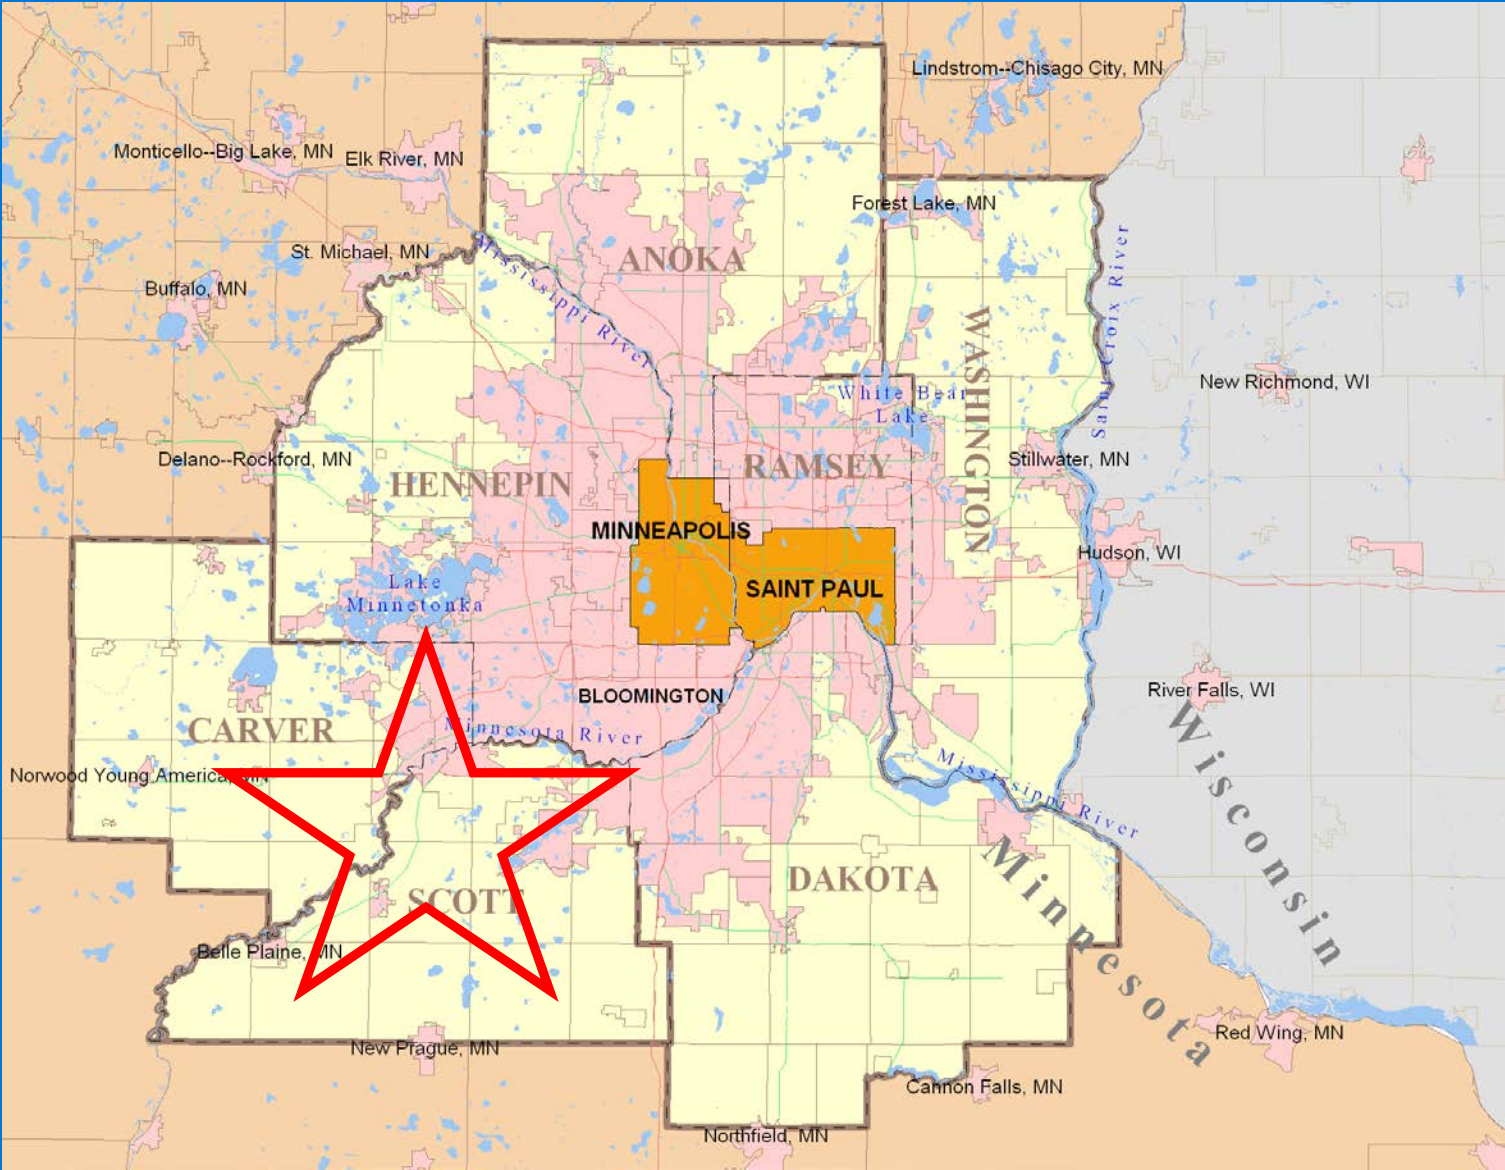 Lindstrom--Chisago City, MN
Monticello--Big Lake, MN
Elk River, MN
Forest Lake, MN
St. Michael, MN
ANOKA
Mississippi River
Saint Croix River
Buffalo, MN
WASHINGTON
New Richmond, WI
White Bear
Lake
Delano--Rockford, MN
HENNEPIN
RAMSEY
Stillwater, MN
MINNEAPOLIS
Hudson, WI
Lake
Minnetonka
SAINT PAUL
BLOOMINGTON
River Falls, WI
CARVER
Minnesota River
Wisconsin
Norwood Young America, MN
Mississippi River
Minnesota
SCOTT
DAKOTA
Belle Plaine, MN
New Prague, MN
Red Wing, MN
Cannon Falls, MN
Northfield, MN